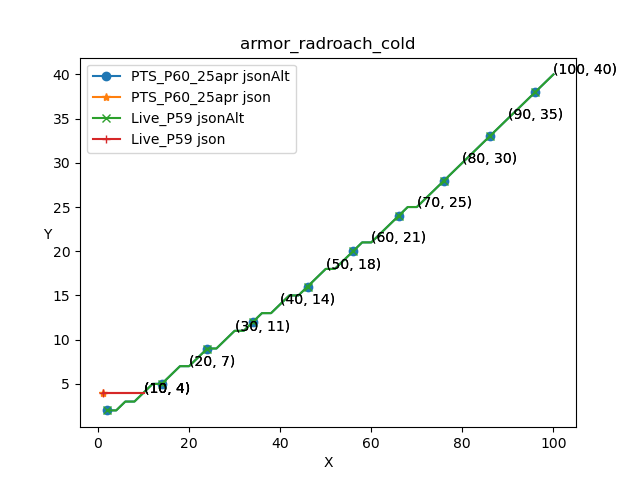 armor_radroach_cold
PTS_P60_25apr jsonAlt
PTS_P60_25apr json
Live_P59 jsonAlt
Live_P59 json
(100, 40)
(90, 35)
(80, 30)
(70, 25)
(60, 21)
(50, 18)
(40, 14)
(30, 11)
(20, 7)
(10, 4)
40
35
30
25
20
15
10
5
Y
0 20 40 60 80 100
X